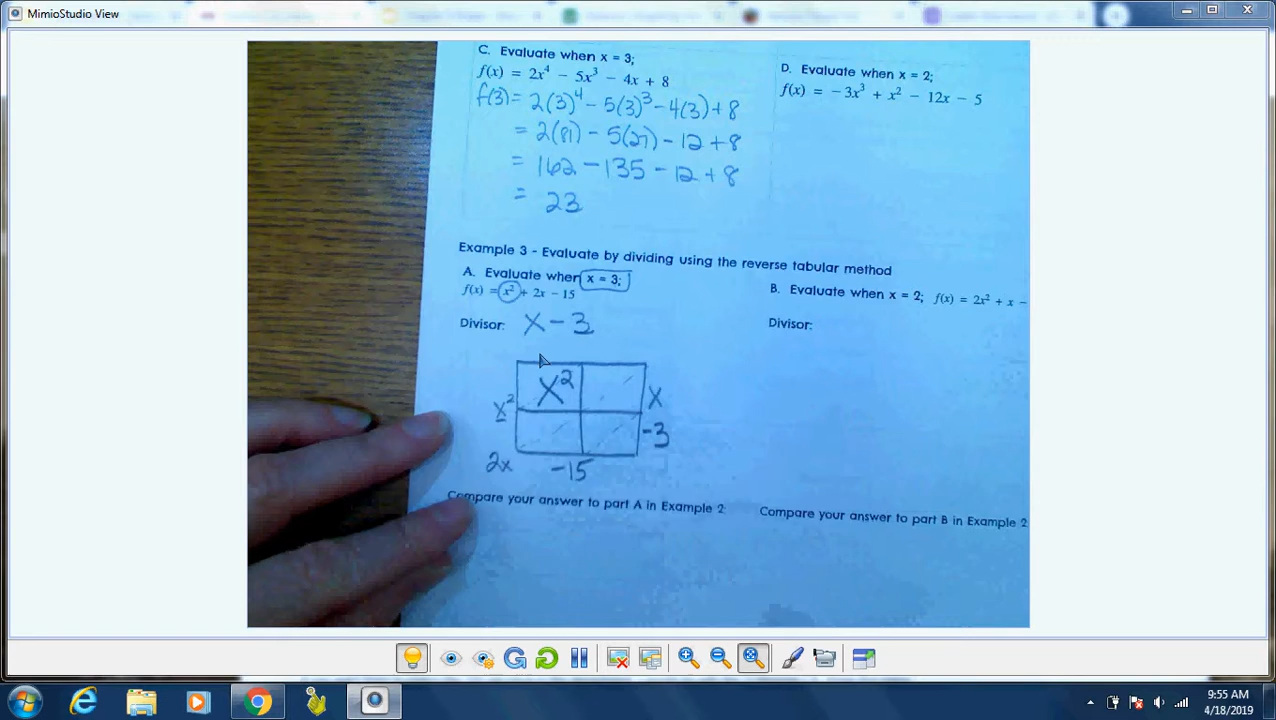 MimioStudio View
C. Evaluate when x = 3;
f(x) = 2x⁴ − 5x³ − 4x + 8
f(3) = 2(3)⁴ − 5(3)³ − 4(3) + 8
= 2(81) − 5(27) − 12 + 8
= 162 − 135 − 12 + 8
= 23
D. Evaluate when x = 2;
f(x) = −3x³ + x² − 12x − 5
Example 3 - Evaluate by dividing using the reverse tabular method
A. Evaluate when x = 3;
f(x) = x² + 2x − 15
Divisor: x − 3
x²
x² x
−3
2x −15
Compare your answer to part A in Example 2
B. Evaluate when x = 2; f(x) = 2x² + x −
Divisor:
Compare your answer to part B in Example 2
9:55 AM
4/18/2019